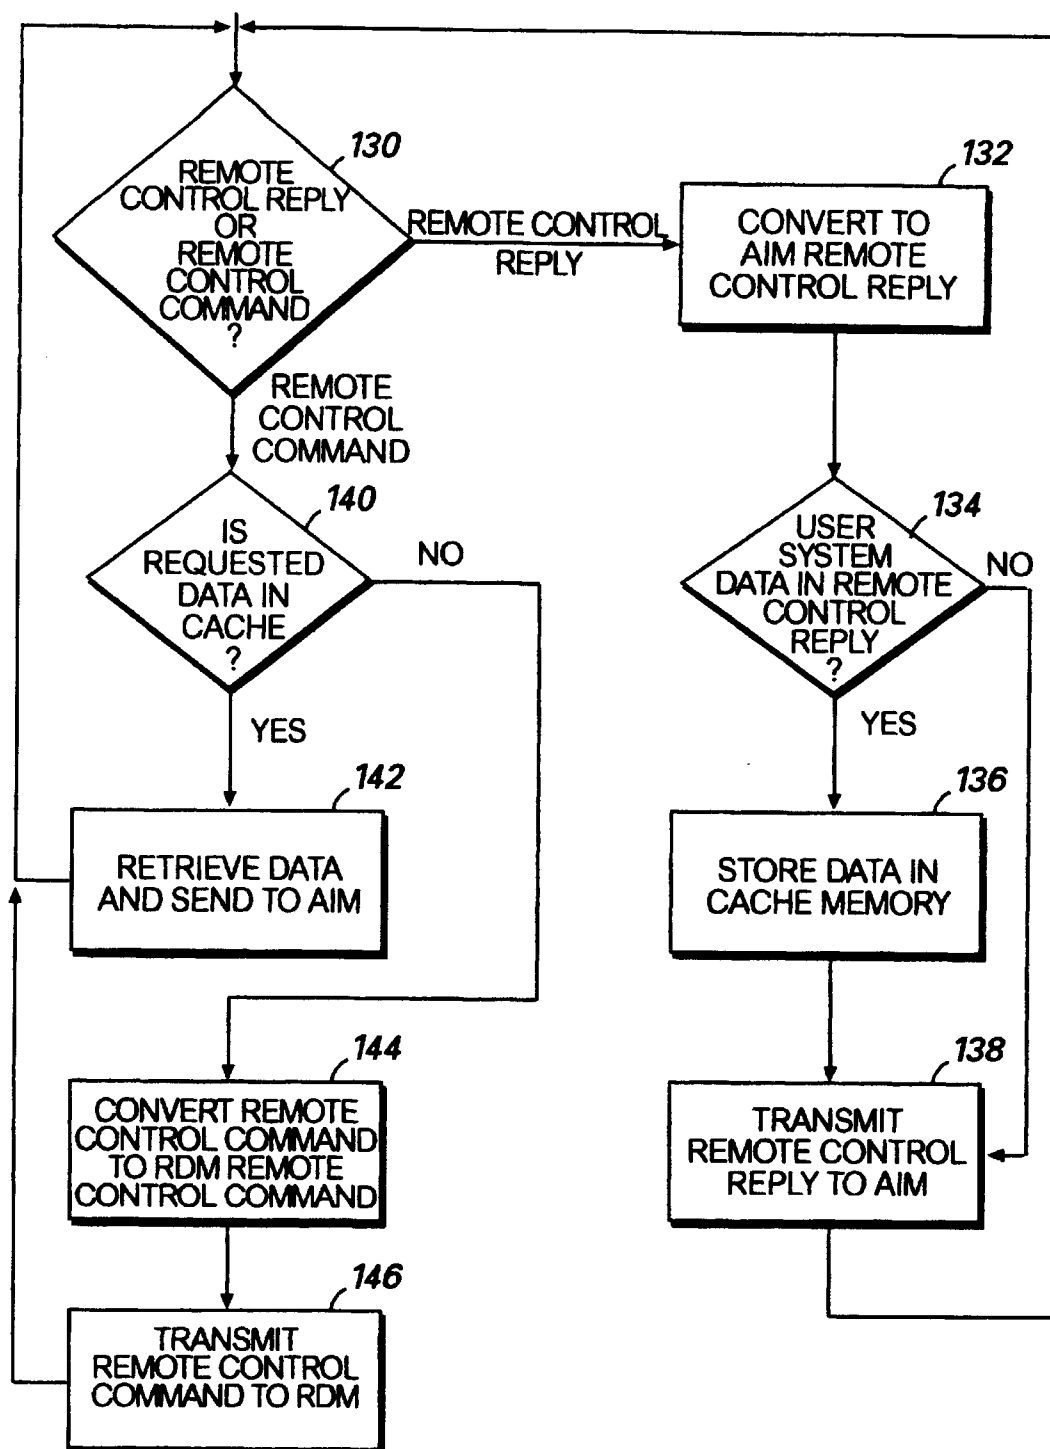 130
REMOTE
CONTROL REPLY
OR
REMOTE
CONTROL
COMMAND
?
REMOTE CONTROL
REPLY
132
CONVERT TO
AIM REMOTE
CONTROL REPLY
REMOTE
CONTROL
COMMAND
140
IS
REQUESTED
DATA IN
CACHE
?
NO
YES
134
USER
SYSTEM
DATA IN REMOTE
CONTROL
REPLY
?
NO
YES
142
RETRIEVE DATA
AND SEND TO AIM
136
STORE DATA IN
CACHE MEMORY
144
CONVERT REMOTE
CONTROL COMMAND
TO RDM REMOTE
CONTROL COMMAND
138
TRANSMIT
REMOTE CONTROL
REPLY TO AIM
146
TRANSMIT
REMOTE CONTROL
COMMAND TO RDM